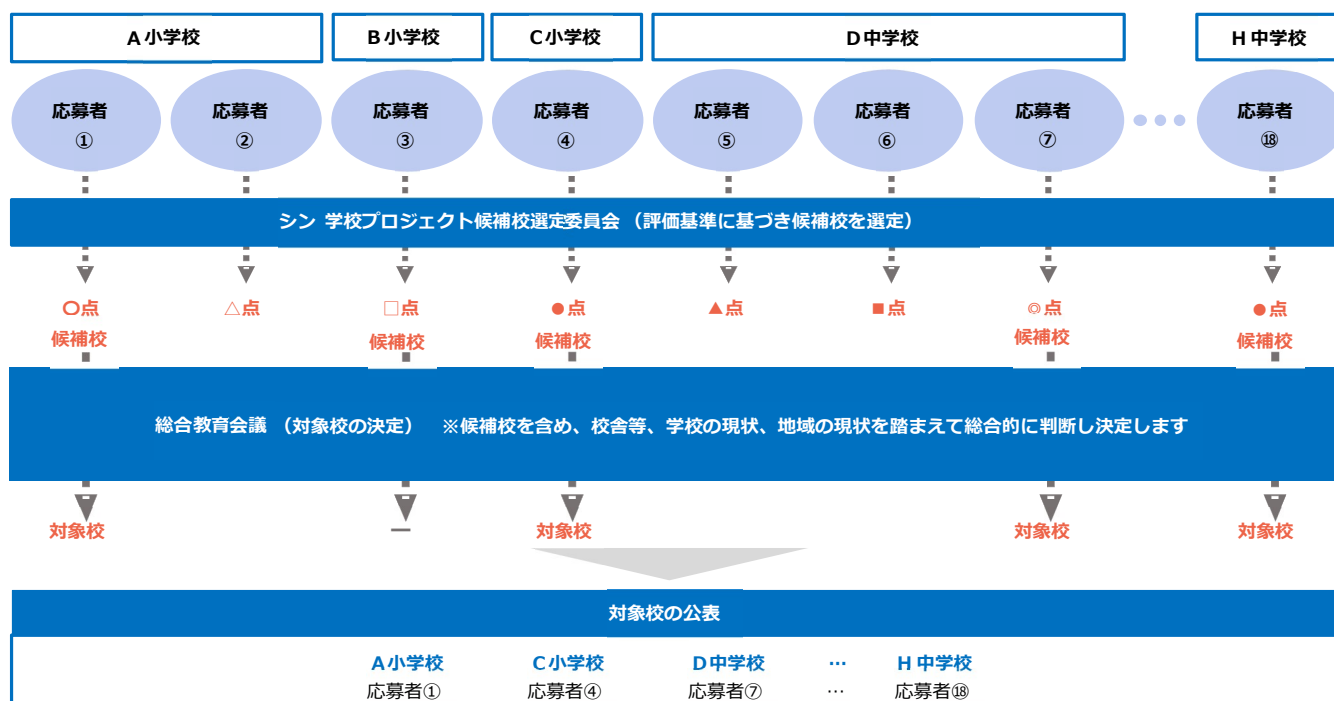 A小学校 B小学校 C小学校 D中学校 H中学校
応募者 応募者 応募者 応募者 応募者 応募者 応募者 応募者
① ② ③ ④ ⑤ ⑥ ⑦ ●●● ⑱
シン 学校プロジェクト候補校選定委員会 （評価基準に基づき候補校を選定）
〇点 △点 □点 ●点 ▲点 ■点 ◎点 ●点
候補校 候補校 候補校 候補校 候補校
総合教育会議 （対象校の決定） ※候補校を含め、校舎等、学校の現状、地域の現状を踏まえて総合的に判断し決定します
対象校 ー 対象校 対象校 対象校
対象校の公表
A小学校 C小学校 D中学校 … H中学校
応募者① 応募者④ 応募者⑦ … 応募者⑱